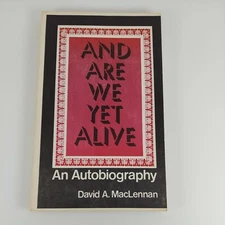 AND
ARE
WE
YET
ALIVE
An Autobiography
David A. MacLennan